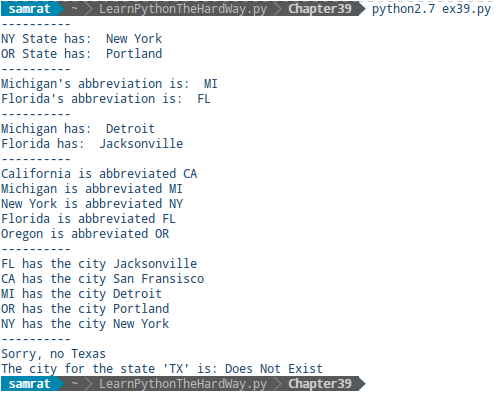 samrat ~ LearnPythonTheHardWay.py Chapter39 python2.7 ex39.py
----------
NY State has:  New York
OR State has:  Portland
----------
Michigan's abbreviation is:  MI
Florida's abbreviation is:  FL
----------
Michigan has:  Detroit
Florida has:  Jacksonville
----------
California is abbreviated CA
Michigan is abbreviated MI
New York is abbreviated NY
Florida is abbreviated FL
Oregon is abbreviated OR
----------
FL has the city Jacksonville
CA has the city San Fransisco
MI has the city Detroit
OR has the city Portland
NY has the city New York
----------
Sorry, no Texas
The city for the state 'TX' is: Does Not Exist
samrat ~ LearnPythonTheHardWay.py Chapter39